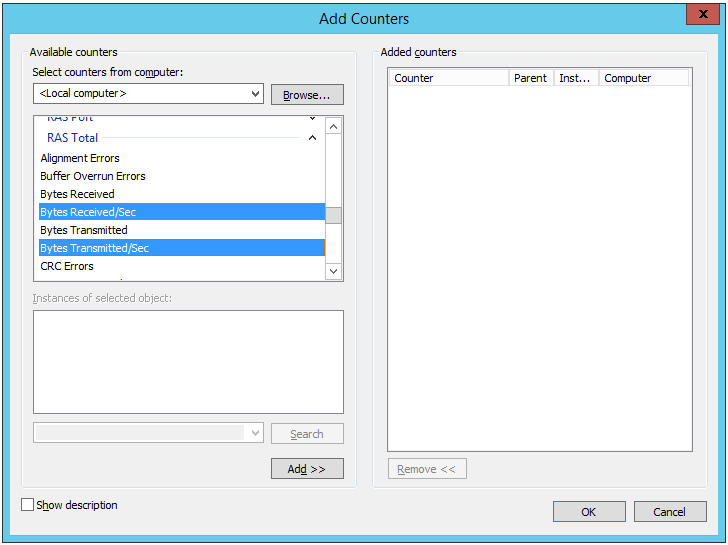 Add Counters
x
Available counters
Select counters from computer:
<Local computer>
Browse...
RAS Port
RAS Total
Alignment Errors
Buffer Overrun Errors
Bytes Received
Bytes Received/Sec
Bytes Transmitted
Bytes Transmitted/Sec
CRC Errors
Instances of selected object:
Search
Add >>
Show description
Added counters
Counter Parent Inst... Computer
Remove <<
OK
Cancel